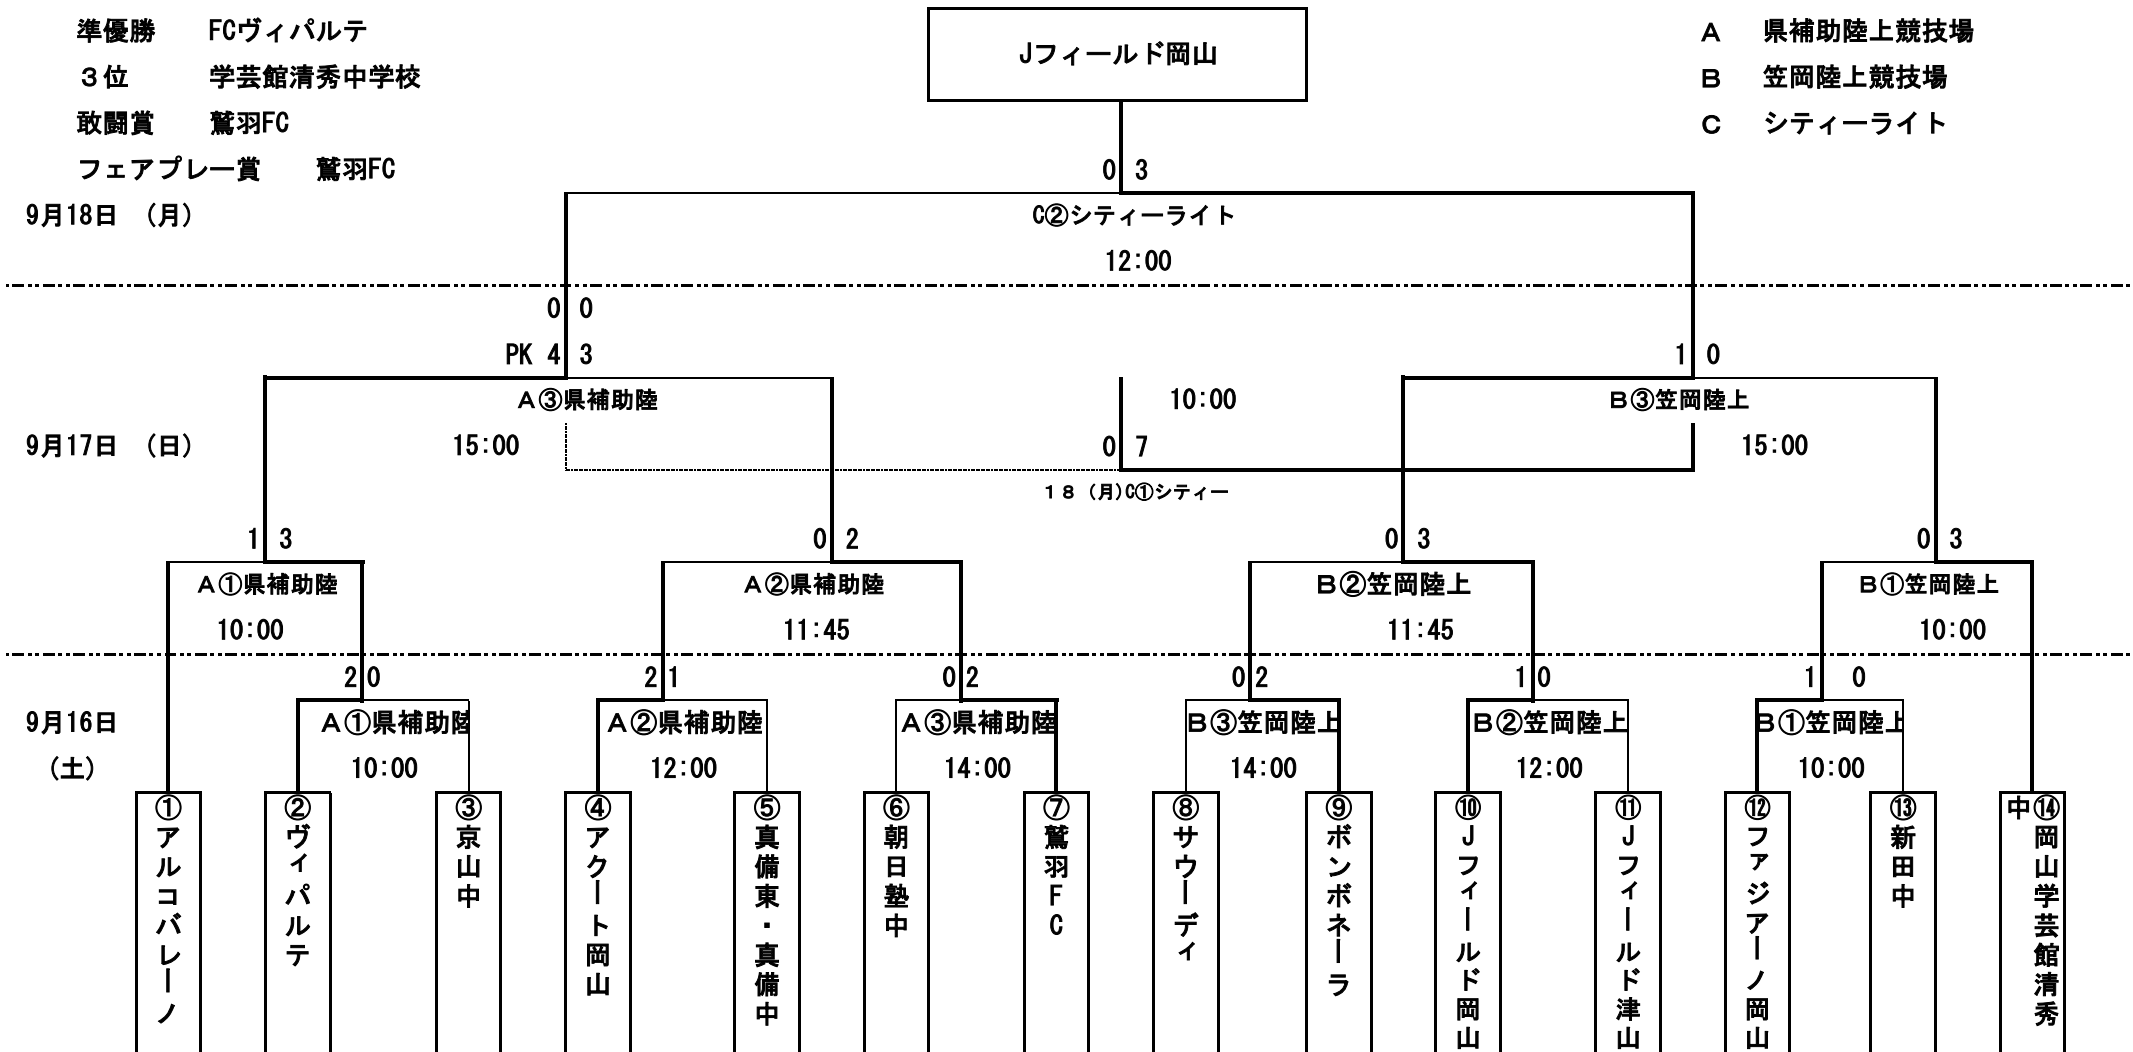 準優勝 FCヴィパルテ
3位 学芸館清秀中学校
敢闘賞 鷲羽FC
フェアプレー賞 鷲羽FC
Jフィールド岡山
A 県補助陸上競技場
B 笠岡陸上競技場
C シティーライト
0 3
9月18日 (月)
C②シティーライト
12:00
0 0
PK 4 3
1 0
A③県補助陸
10:00
B③笠岡陸上
9月17日 (日)
15:00
0 7
15:00
18(月)C①シティー
1 3
0 2
0 3
0 3
A①県補助陸
A②県補助陸
B②笠岡陸上
B①笠岡陸上
10:00
11:45
11:45
10:00
2 0
2 1
0 2
0 2
1 0
1 0
9月16日
(土)
A①県補助陸
A②県補助陸
A③県補助陸
B③笠岡陸上
B②笠岡陸上
B①笠岡陸上
10:00
12:00
14:00
14:00
12:00
10:00
①アルコバレーノ
②ヴィパルテ
③京山中
④アクート岡山
⑤真備東・真備中
⑥朝日塾中
⑦鷲羽FC
⑧サウーディ
⑨ボンボネーラ
⑩Jフィールド岡山
⑪Jフィールド津山
⑫ファジアーノ岡山
⑬新田中
⑭岡山学芸館清秀
中